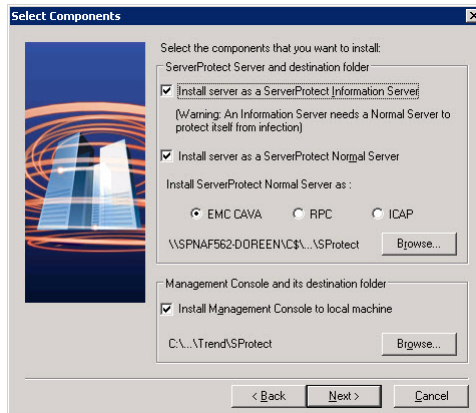 Select Components
Select the components that you want to install:
ServerProtect Server and destination folder
Install server as a ServerProtect Information Server
(Warning: An Information Server needs a Normal Server to
protect itself from infection)
Install server as a ServerProtect Normal Server
Install ServerProtect Normal Server as :
EMC CAVA RPC ICAP
\\SPNAF562-DOREEN\C$\...\SProtect Browse...
Management Console and its destination folder
Install Management Console to local machine
C:\...\Trend\SProtect Browse...
< Back Next > Cancel